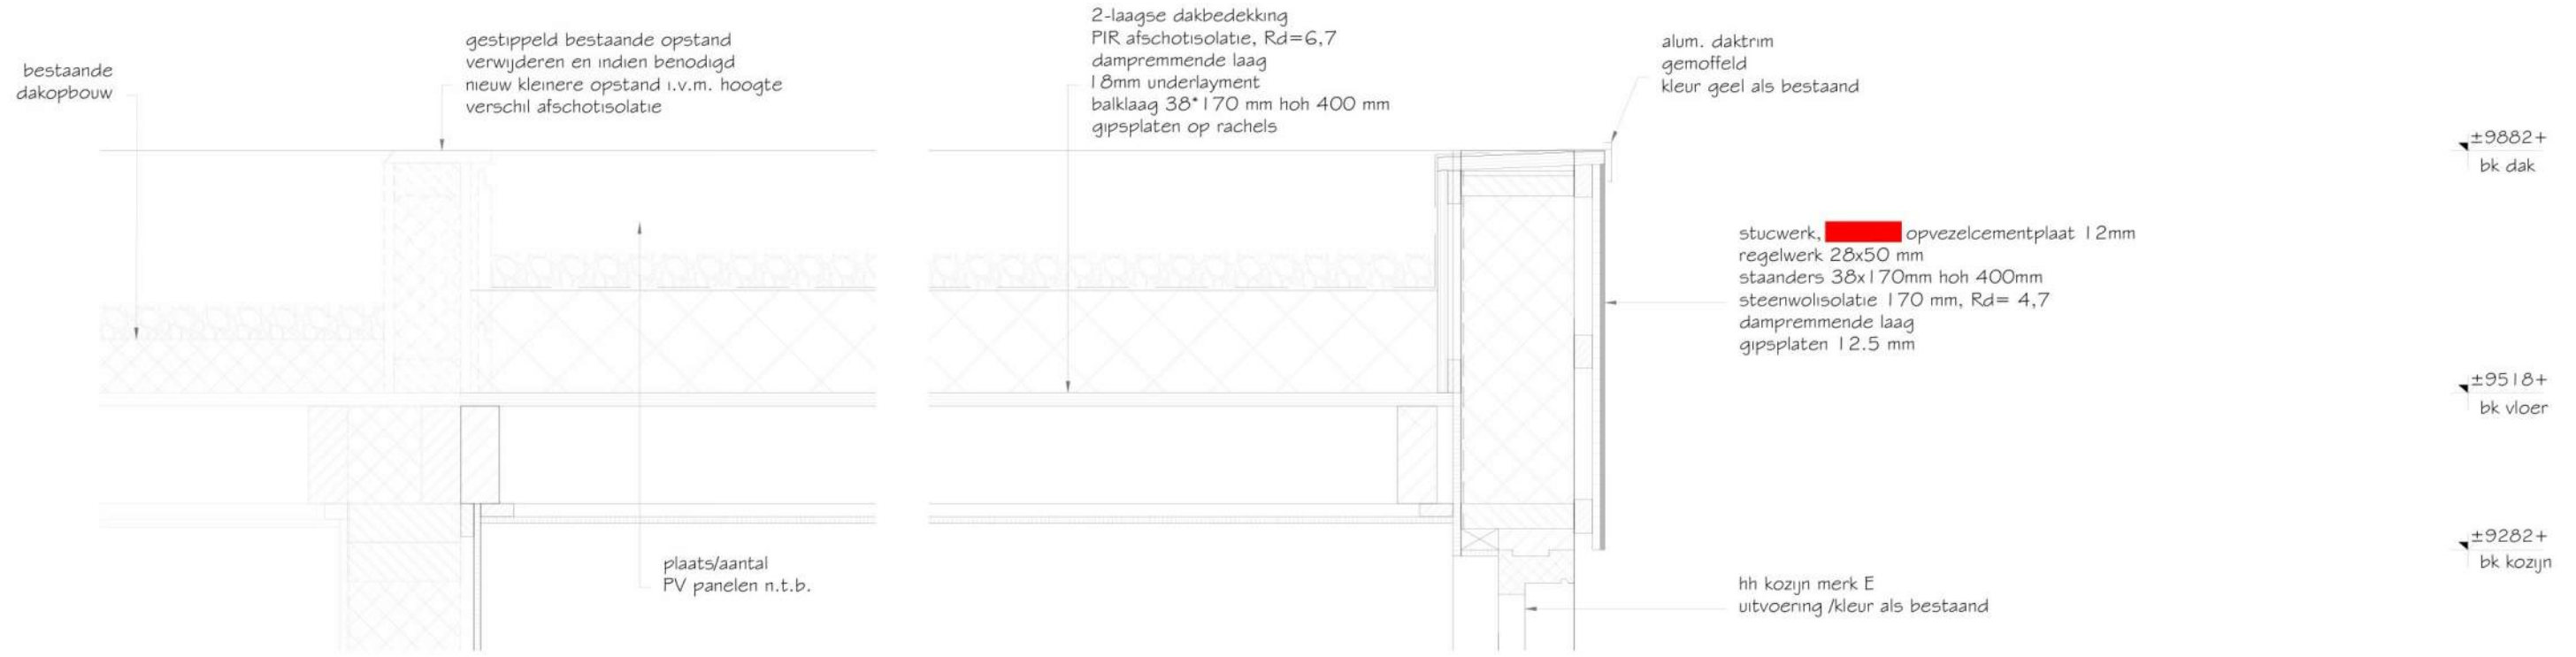 bestaande
dakopbouw
gestippeld bestaande opstand
verwijderen en indien benodigd
nieuw kleinere opstand i.v.m. hoogte
verschil afschotisolatie
2-laagse dakbedekking
PIR afschotisolatie, Rd=6,7
dampremmende laag
18mm underlayment
balklaag 38*170 mm hoh 400 mm
gipsplaten op rachels
alum. daktrim
gemoffeld
kleur geel als bestaand
±9882+
bk dak
stucwerk, opvezelcementplaat 12mm
regelwerk 28x50 mm
staanders 38x170mm hoh 400mm
steenwolisolatie 170 mm, Rd= 4,7
dampremmende laag
gipsplaten 12.5 mm
±9518+
bk vloer
±9282+
bk kozijn
plaats/aantal
PV panelen n.t.b.
hh kozijn merk E
uitvoering /kleur als bestaand